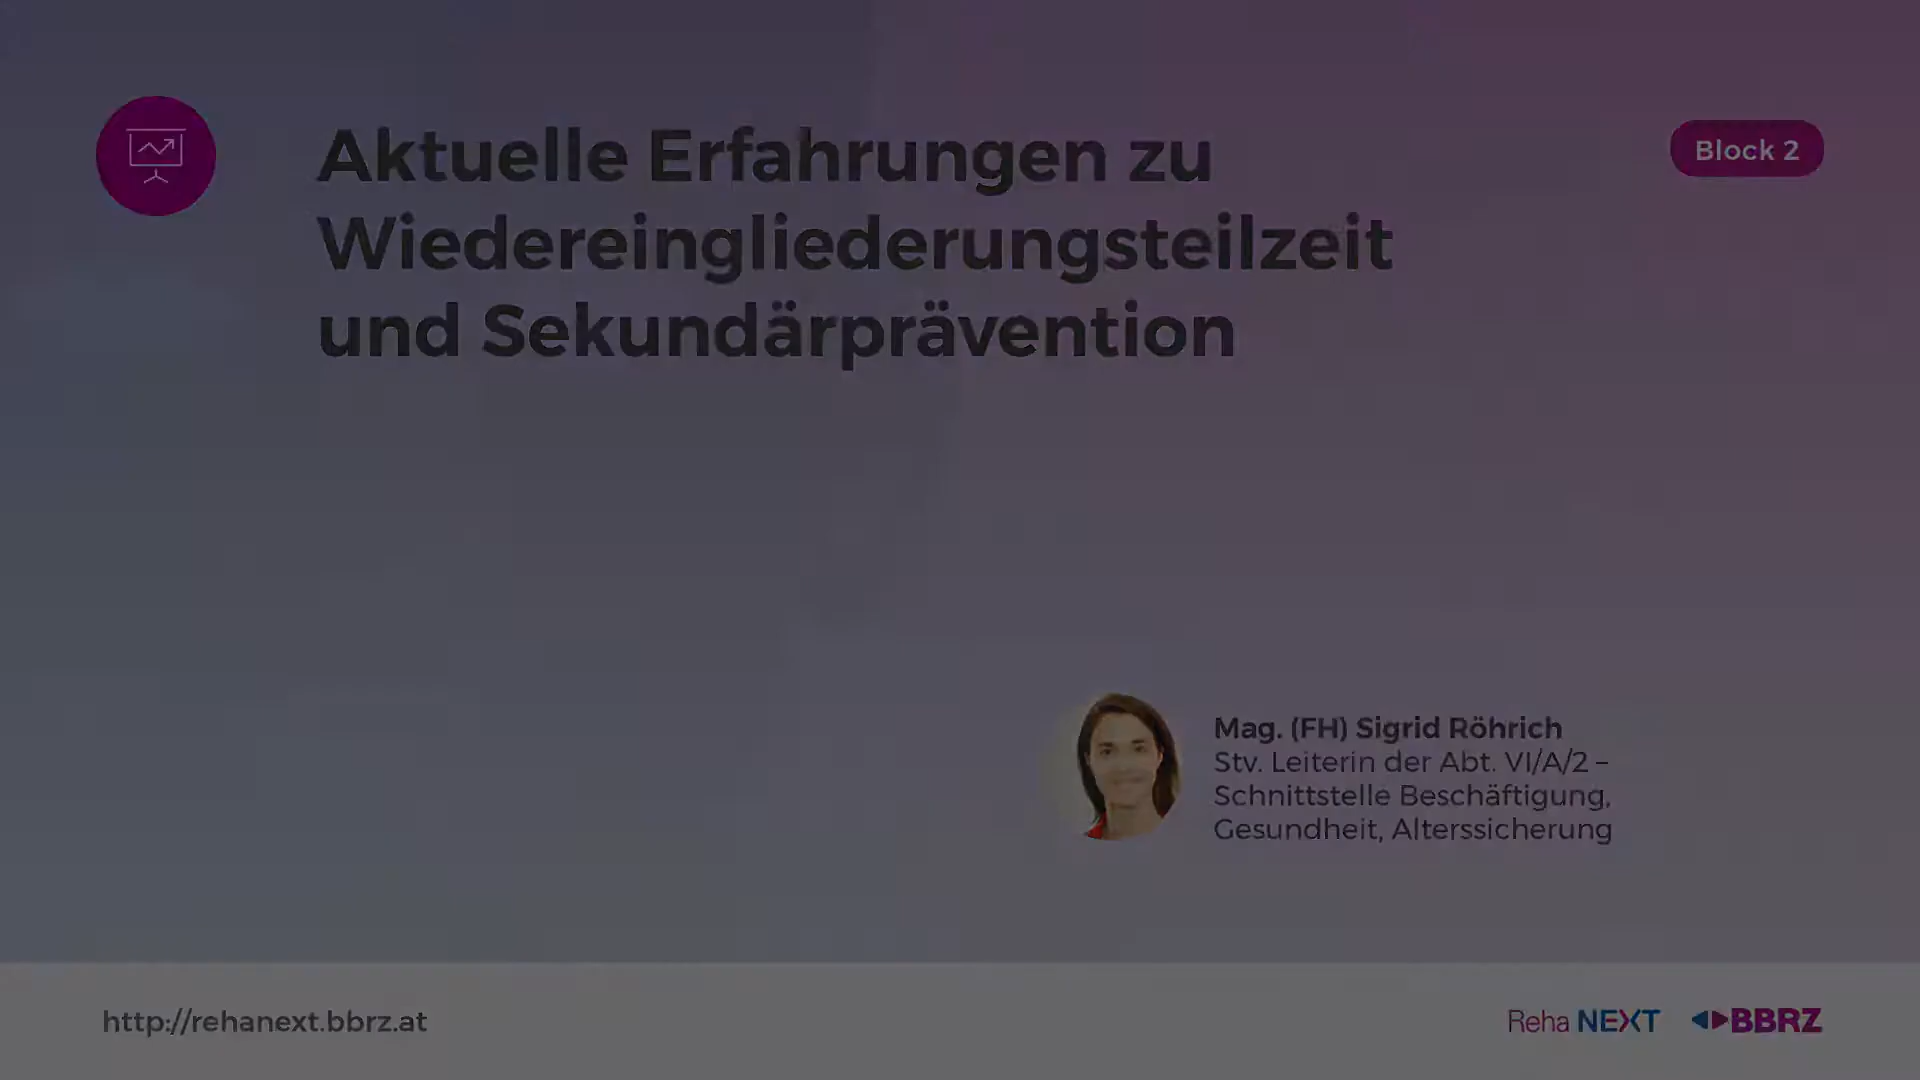 Aktuelle Erfahrungen zu
Wiedereingliederungsteilzeit
und Sekundärprävention
Block 2
Mag. (FH) Sigrid Röhrich
Stv. Leiterin der Abt. VI/A/2 –
Schnittstelle Beschäftigung,
Gesundheit, Alterssicherung
http://rehanext.bbrz.at
Reha NEXT
BBRZ